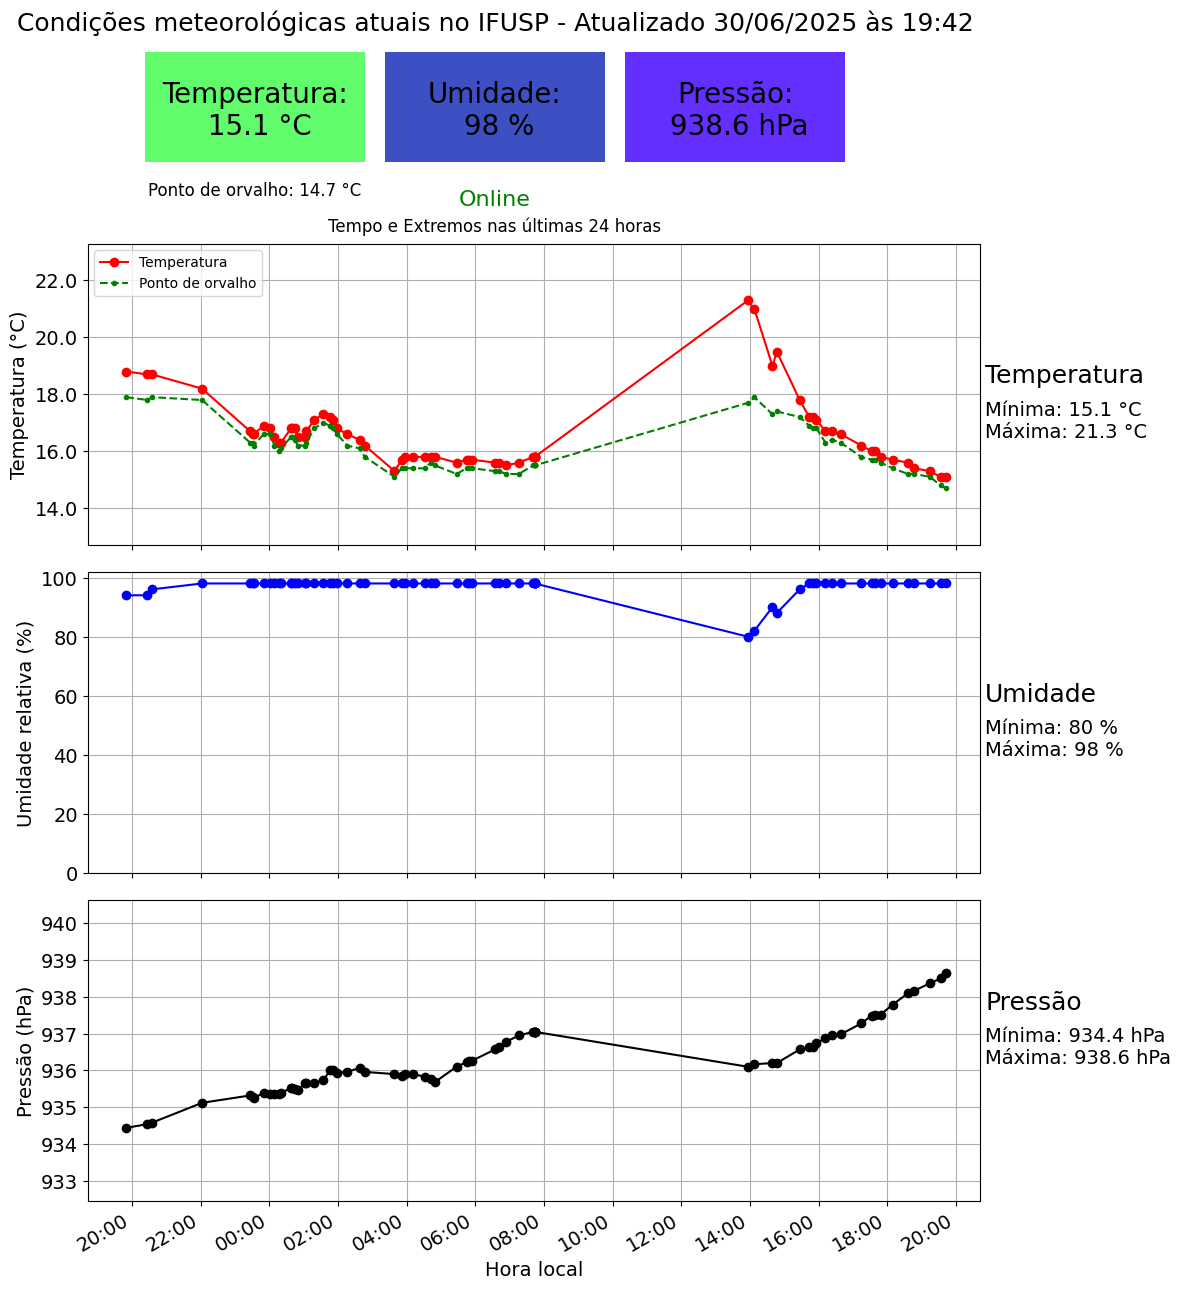 Condições meteorológicas atuais no IFUSP - Atualizado 30/06/2025 às 19:42
Temperatura:
15.1 °C
Umidade:
98 %
Pressão:
938.6 hPa
Ponto de orvalho: 14.7 °C
Online
Tempo e Extremos nas últimas 24 horas
Temperatura
Ponto de orvalho
Temperatura (°C)
22.0
20.0
18.0
16.0
14.0
Temperatura
Mínima: 15.1 °C
Máxima: 21.3 °C
Umidade relativa (%)
100
80
60
40
20
0
Umidade
Mínima: 80 %
Máxima: 98 %
Pressão (hPa)
940
939
938
937
936
935
934
933
Pressão
Mínima: 934.4 hPa
Máxima: 938.6 hPa
20:00
22:00
00:00
02:00
04:00
06:00
08:00
10:00
12:00
14:00
16:00
18:00
20:00
Hora local